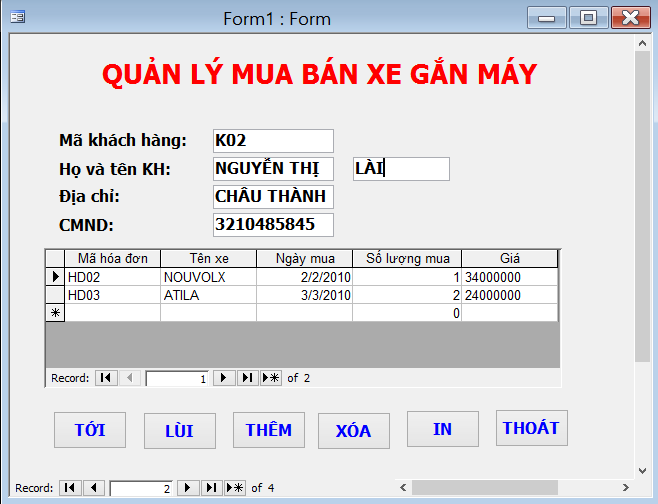 Form1 : Form
QUẢN LÝ MUA BÁN XE GẮN MÁY
Mã khách hàng: K02
Họ và tên KH: NGUYỄN THỊ LÀI
Địa chỉ: CHÂU THÀNH
CMND: 3210485845
Mã hóa đơn Tên xe Ngày mua Số lượng mua Giá
HD02 NOUVOLX 2/2/2010 1 34000000
HD03 ATILA 3/3/2010 2 24000000
0
Record: 1 of 2
TỚI LÙI THÊM XÓA IN THOÁT
Record: 2 of 4